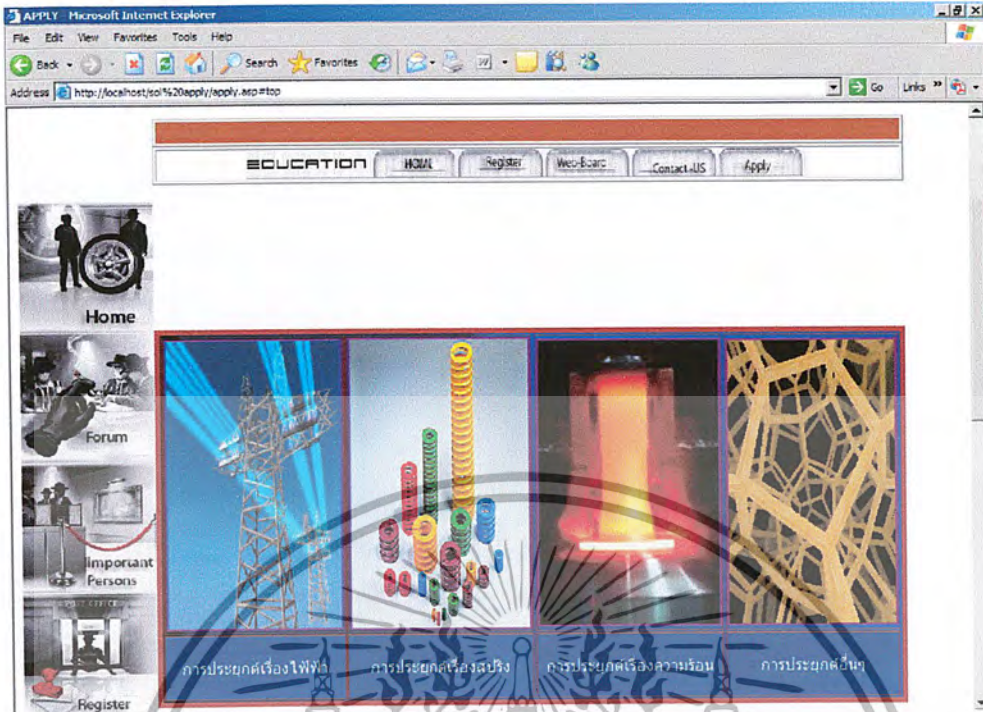 APPLY - Microsoft Internet Explorer
File Edit View Favorites Tools Help
Back Search Favorites
Address http://localhost/sol%20apply/apply.asp#top Go Links »
EDUCATION HOME Register Web-Board Contact-US Apply
Home
Forum
Important
Persons
Register
การประยุกต์เรื่องไฟฟ้า การประยุกต์เรื่องสปริง การประยุกต์เรื่องความร้อน การประยุกต์อื่นๆ